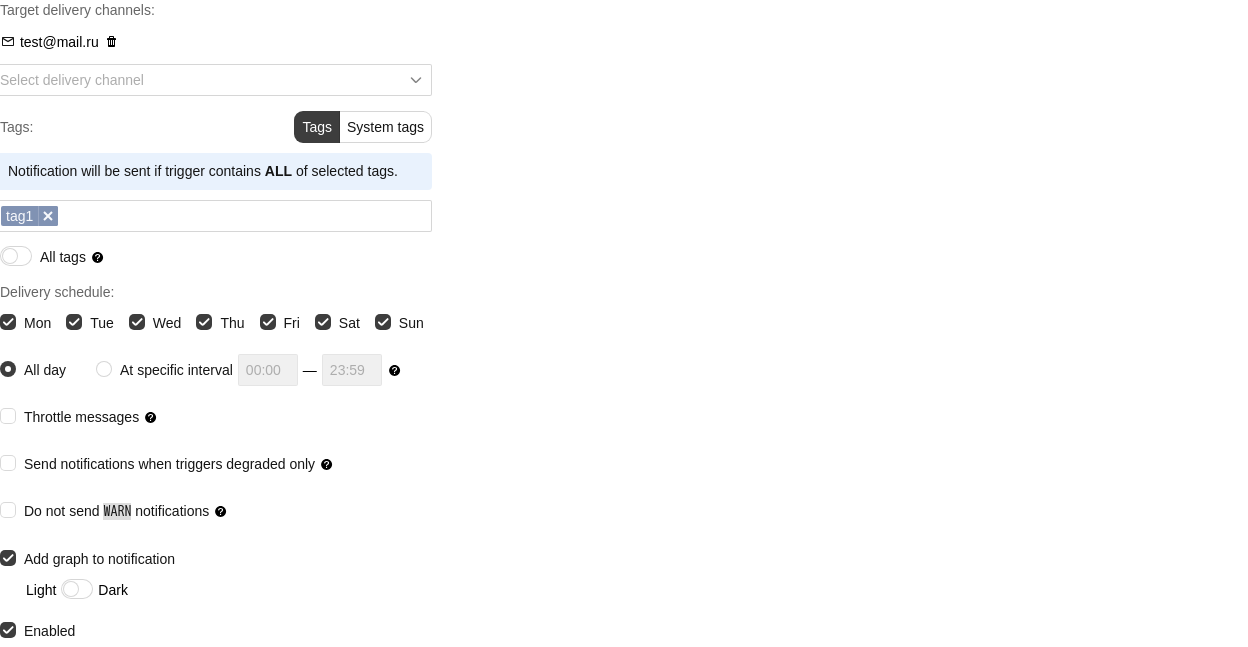 Target delivery channels:
test@mail.ru
Select delivery channel
Tags: Tags System tags
Notification will be sent if trigger contains ALL of selected tags.
tag1
All tags
Delivery schedule:
Mon Tue Wed Thu Fri Sat Sun
All day At specific interval 00:00 — 23:59
Throttle messages
Send notifications when triggers degraded only
Do not send WARN notifications
Add graph to notification
Light Dark
Enabled